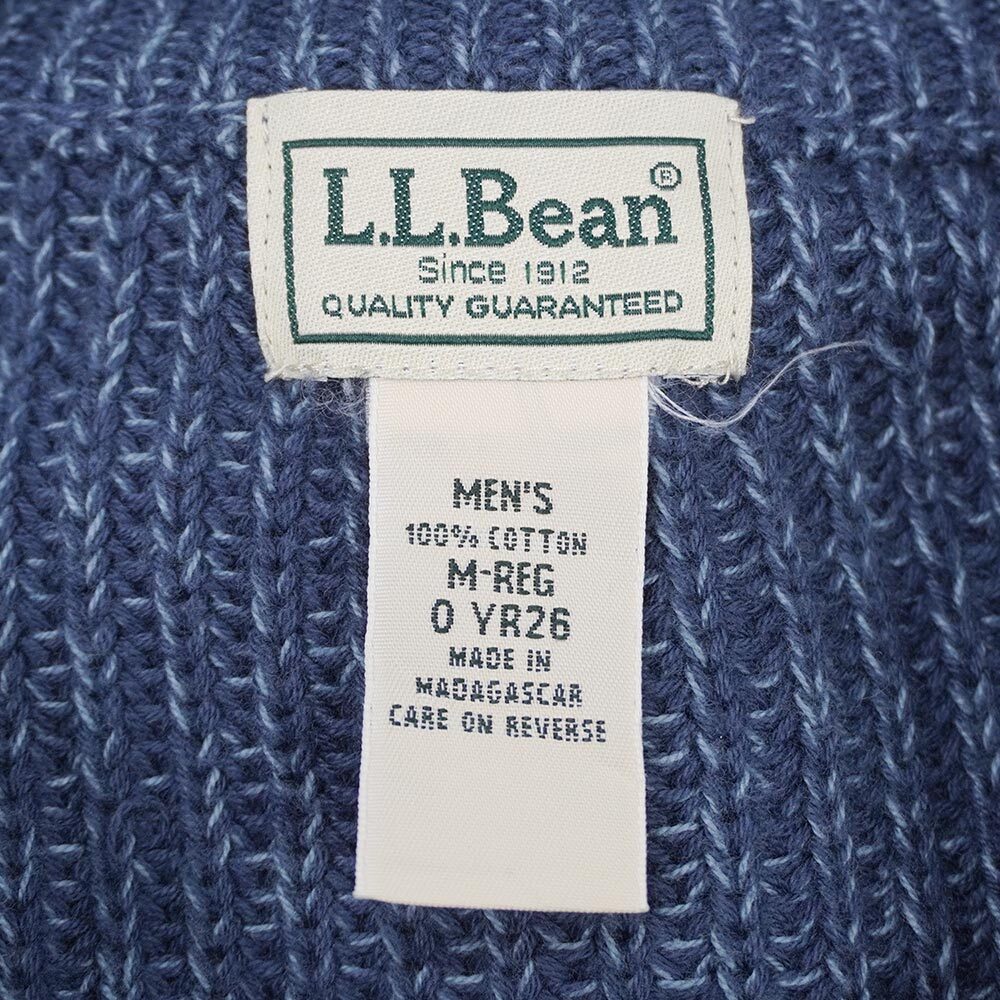 L.L.Bean®
Since 1912
QUALITY GUARANTEED
MEN'S
100% COTTON
M-REG
0 YR26
MADE IN
MADAGASCAR
CARE ON REVERSE